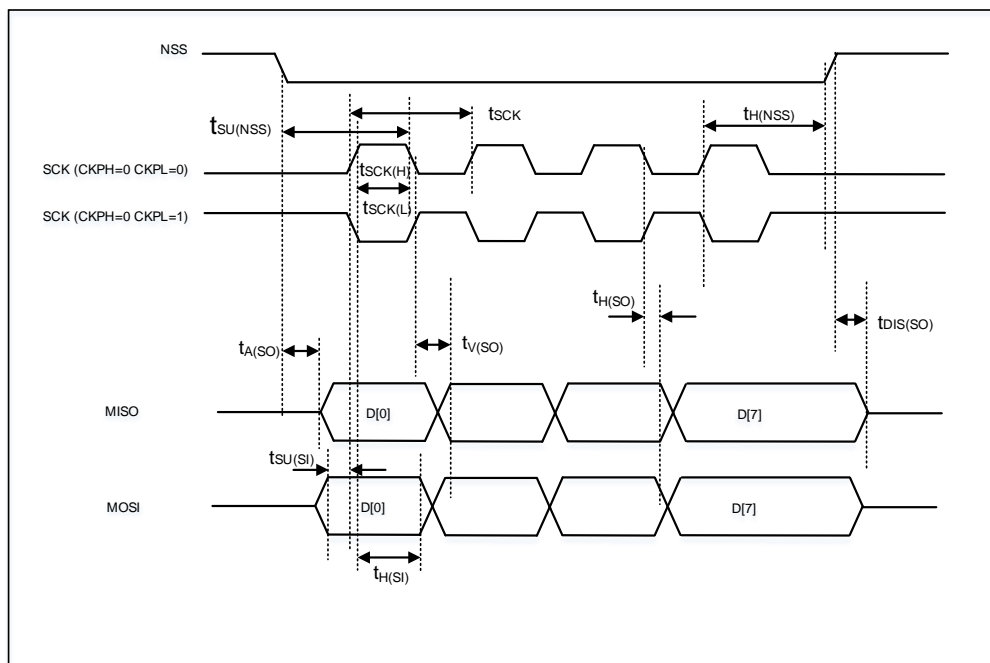 NSS
tSCK
tH(NSS)
tSU(NSS)
SCK (CKPH=0 CKPL=0)
tSCK(H)
tSCK(L)
SCK (CKPH=0 CKPL=1)
tH(SO)
tDIS(SO)
tA(SO)
tV(SO)
MISO
D[0]
D[7]
tSU(SI)
MOSI
D[0]
D[7]
tH(SI)